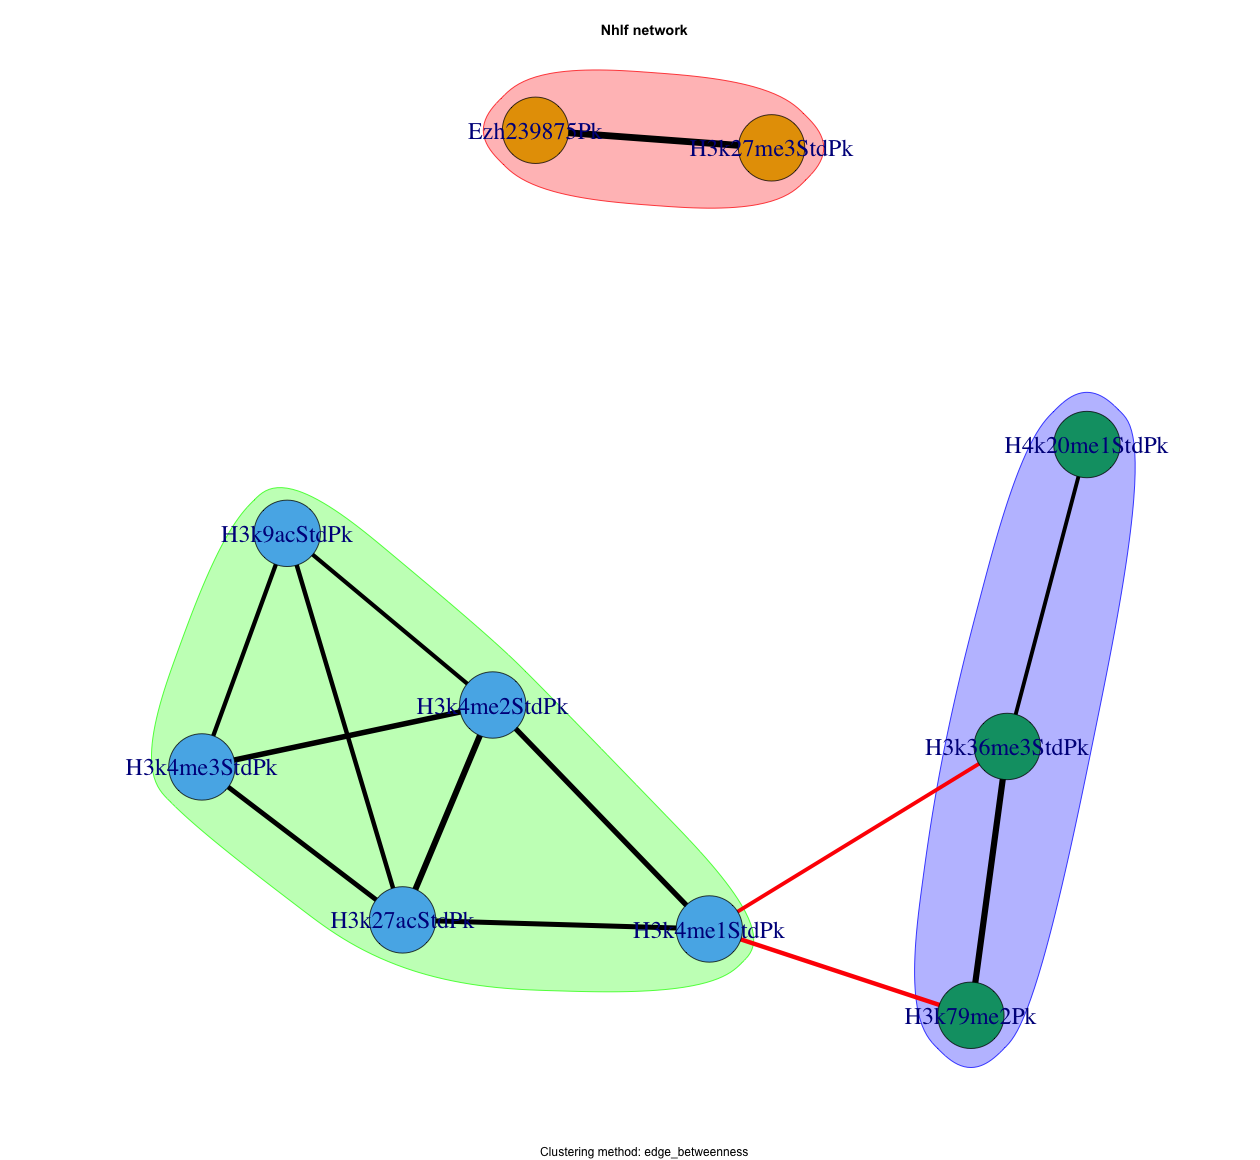 Nhlf network
Ezh239875Pk
H3k27me3StdPk
H4k20me1StdPk
H3k9acStdPk
H3k4me2StdPk
H3k36me3StdPk
H3k4me3StdPk
H3k27acStdPk
H3k4me1StdPk
H3k79me2Pk
Clustering method: edge_betweenness